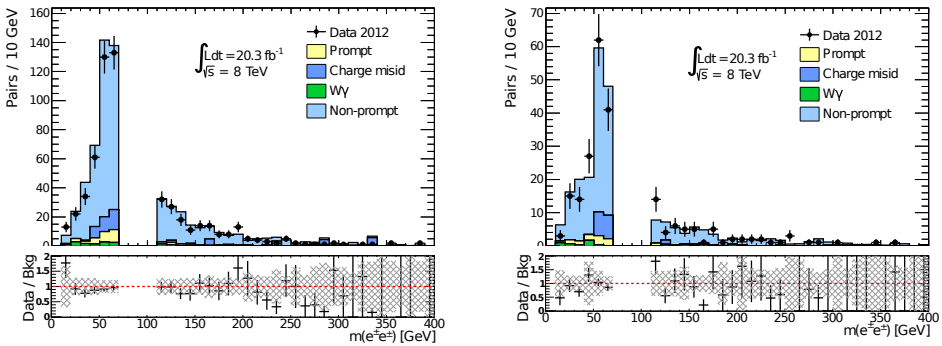 Pairs / 10 GeV
140
120
100
80
60
40
20
0
∫Ldt = 20.3 fb⁻¹
√s = 8 TeV
Data 2012
Prompt
Charge misid
Wγ
Non-prompt
Data / Bkg
2
1.5
1
0.5
0
0 50 100 150 200 250 300 350 400
m(e±e±) [GeV]
Pairs / 10 GeV
70
60
50
40
30
20
10
0
∫Ldt = 20.3 fb⁻¹
√s = 8 TeV
Data 2012
Prompt
Charge misid
Wγ
Non-prompt
Data / Bkg
2
1.5
1
0.5
0
0 50 100 150 200 250 300 350 400
m(e±e±) [GeV]